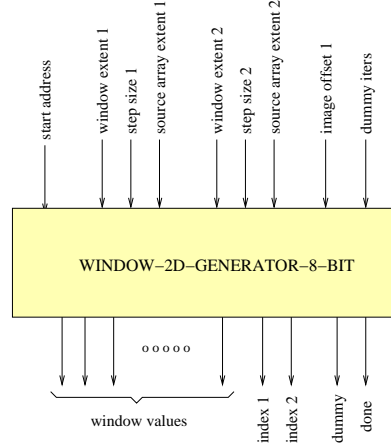 start address
window extent 1
step size 1
source array extent 1
window extent 2
step size 2
source array extent 2
image offset 1
dummy iters
WINDOW−2D−GENERATOR−8−BIT
o o o o o
window values
index 1
index 2
dummy
done